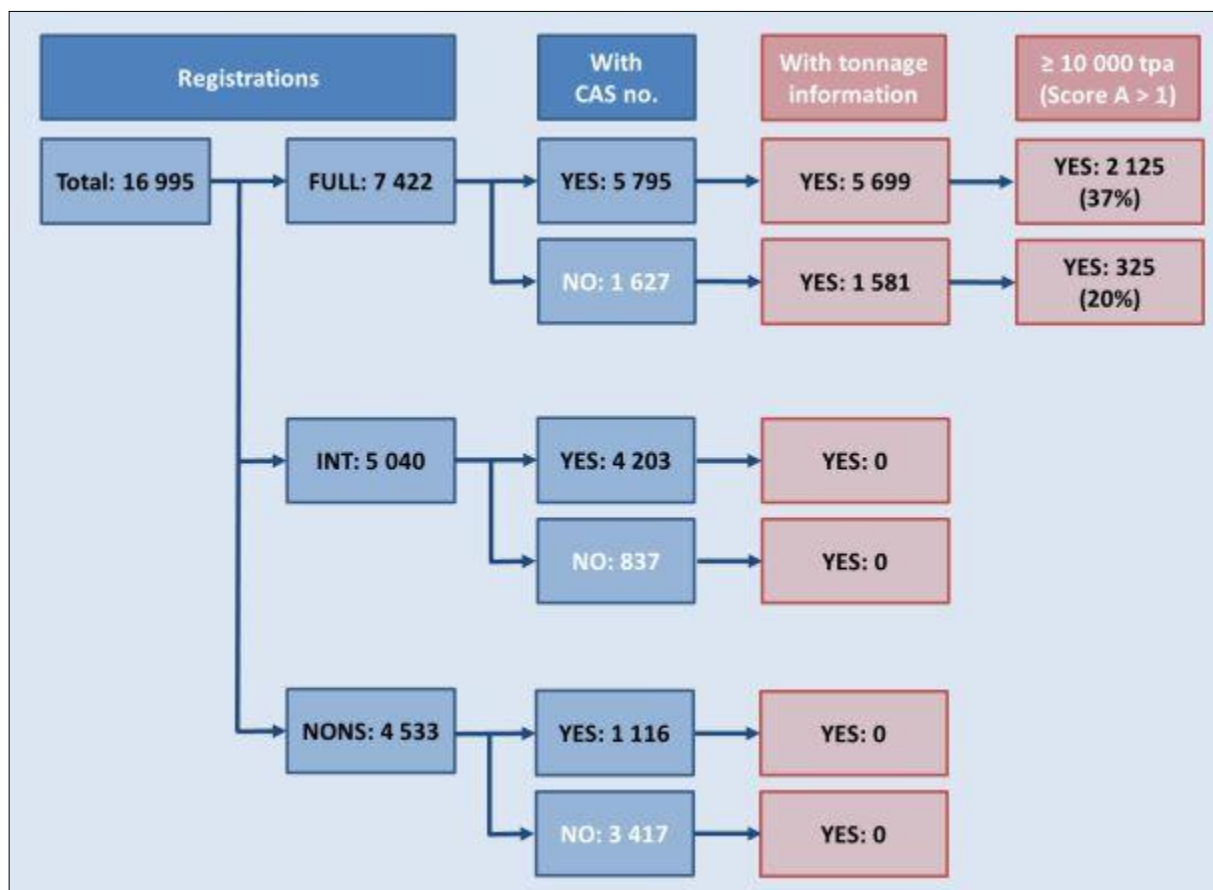 Registrations
With
CAS no.
With tonnage
information
≥ 10 000 tpa
(Score A > 1)
Total: 16 995
FULL: 7 422
YES: 5 795
YES: 5 699
YES: 2 125
(37%)
NO: 1 627
YES: 1 581
YES: 325
(20%)
INT: 5 040
YES: 4 203
YES: 0
NO: 837
YES: 0
NONS: 4 533
YES: 1 116
YES: 0
NO: 3 417
YES: 0